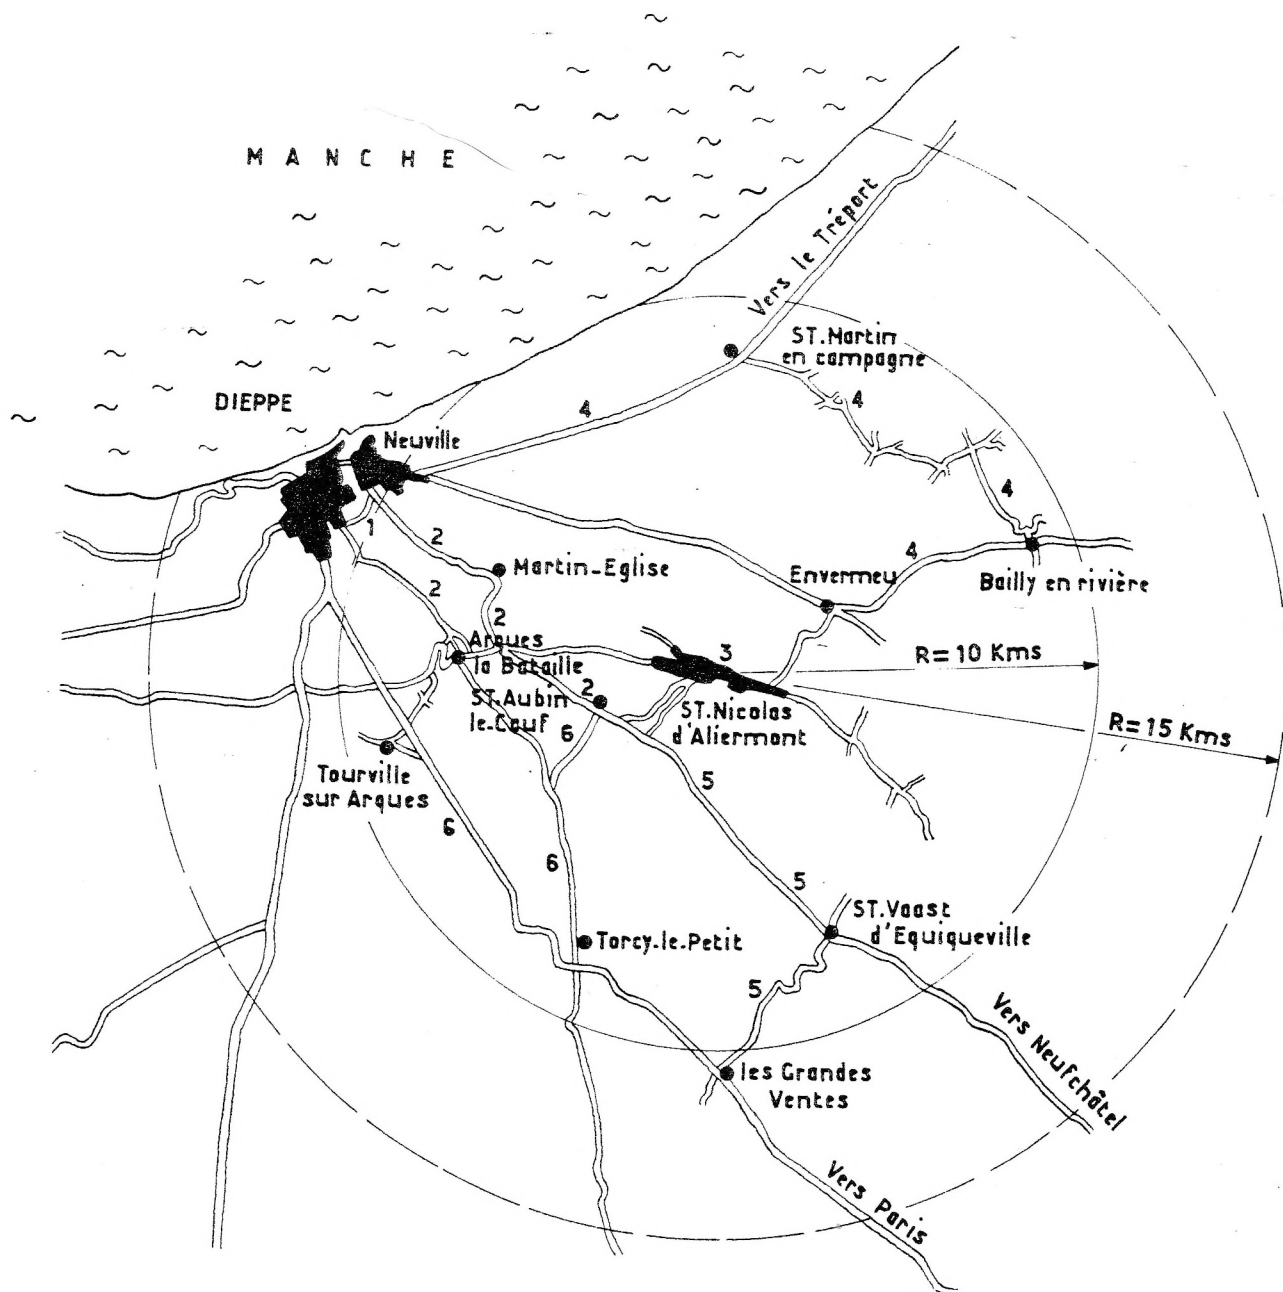 MANCHE
Vers le Tréport
ST.Martin
en campagne
4
DIEPPE
4
Neuville
4
1
2
4
Martin-Eglise
Envermeu
Bailly en rivière
2
2
Arques
la Bataille
3
R=10 Kms
ST.Aubin
le-Cauf
2
ST.Nicolas
d'Aliermont
R=15 Kms
6
Tourville
sur Arques
5
6
6
5
ST.Vaast
d'Equiqueville
Torcy-le-Petit
5
Vers Neufchâtel
les Grandes
Ventes
Vers Paris